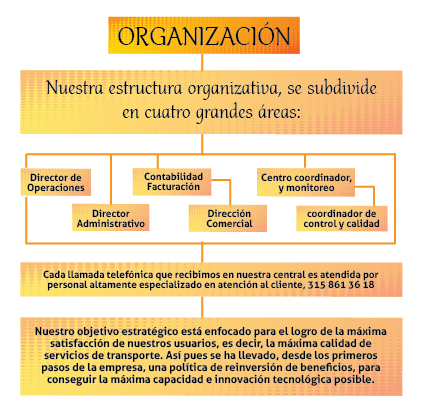 ORGANIZACIÓN
Nuestra estructura organizativa, se subdivide
en cuatro grandes áreas:
Director de
Operaciones
Contabilidad
Facturación
Centro coordinador,
y monitoreo
Director
Administrativo
Dirección
Comercial
coordinador de
control y calidad
Cada llamada telefónica que recibimos en nuestra central es atendida por
personal altamente especializado en atención al cliente, 315 861 36 18
Nuestro objetivo estratégico está enfocado para el logro de la máxima
satisfacción de nuestros usuarios, es decir, la máxima calidad de
servicios de transporte. Así pues se ha llevado, desde los primeros
pasos de la empresa, una política de reinversión de beneficios, para
conseguir la máxima capacidad e innovación tecnológica posible.